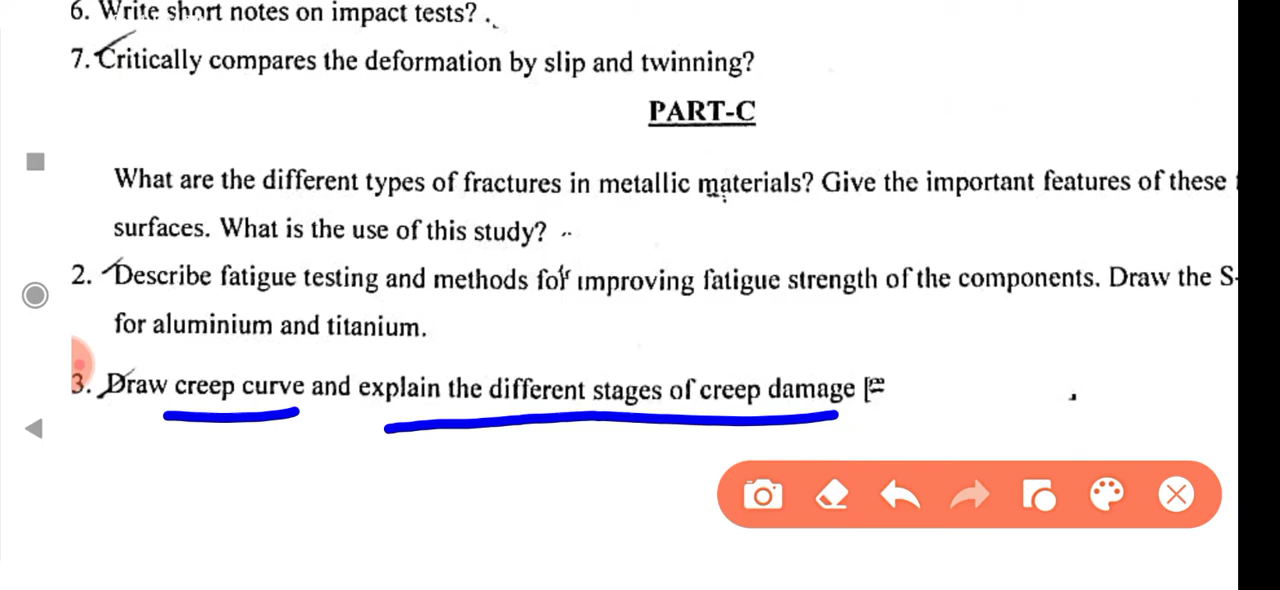 6. Write short notes on impact tests?
7. Critically compares the deformation by slip and twinning?
PART-C
What are the different types of fractures in metallic materials? Give the important features of these
surfaces. What is the use of this study?
2. Describe fatigue testing and methods for improving fatigue strength of the components. Draw the S-
for aluminium and titanium.
3. Draw creep curve and explain the different stages of creep damage